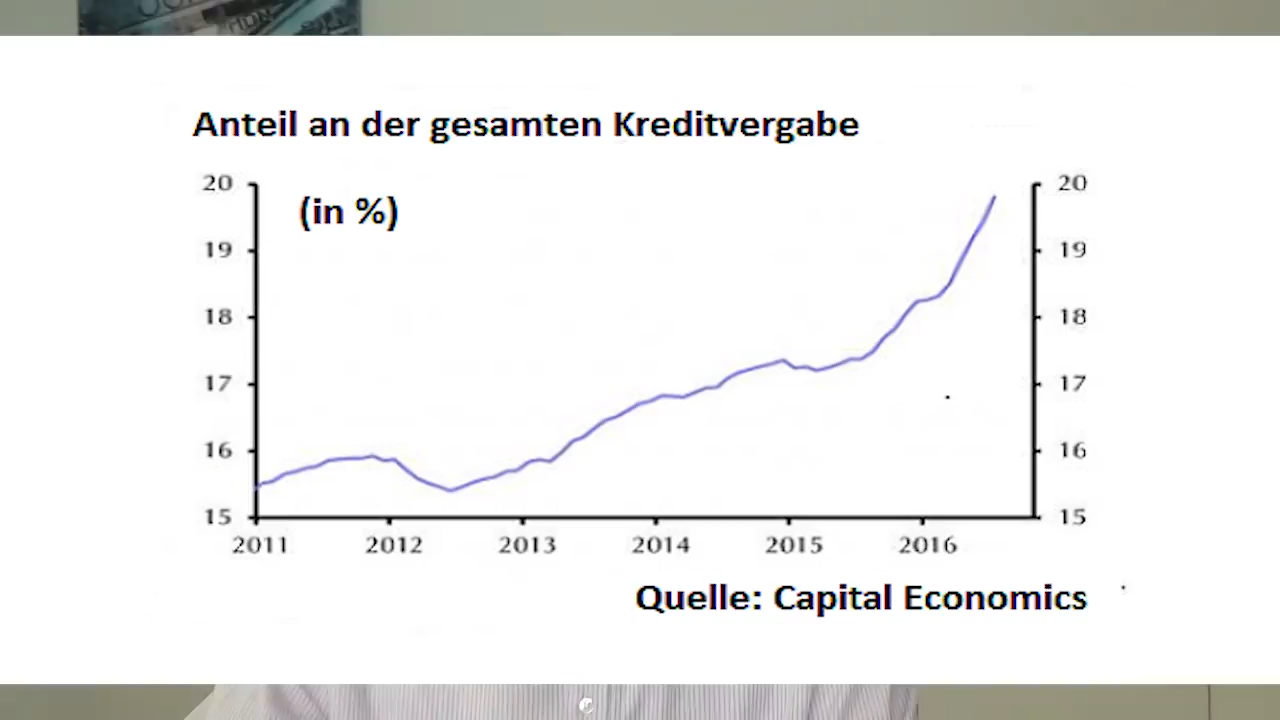 Anteil an der gesamten Kreditvergabe
(in %)
20 20
19 19
18 18
17 17
16 16
15 15
2011 2012 2013 2014 2015 2016
Quelle: Capital Economics